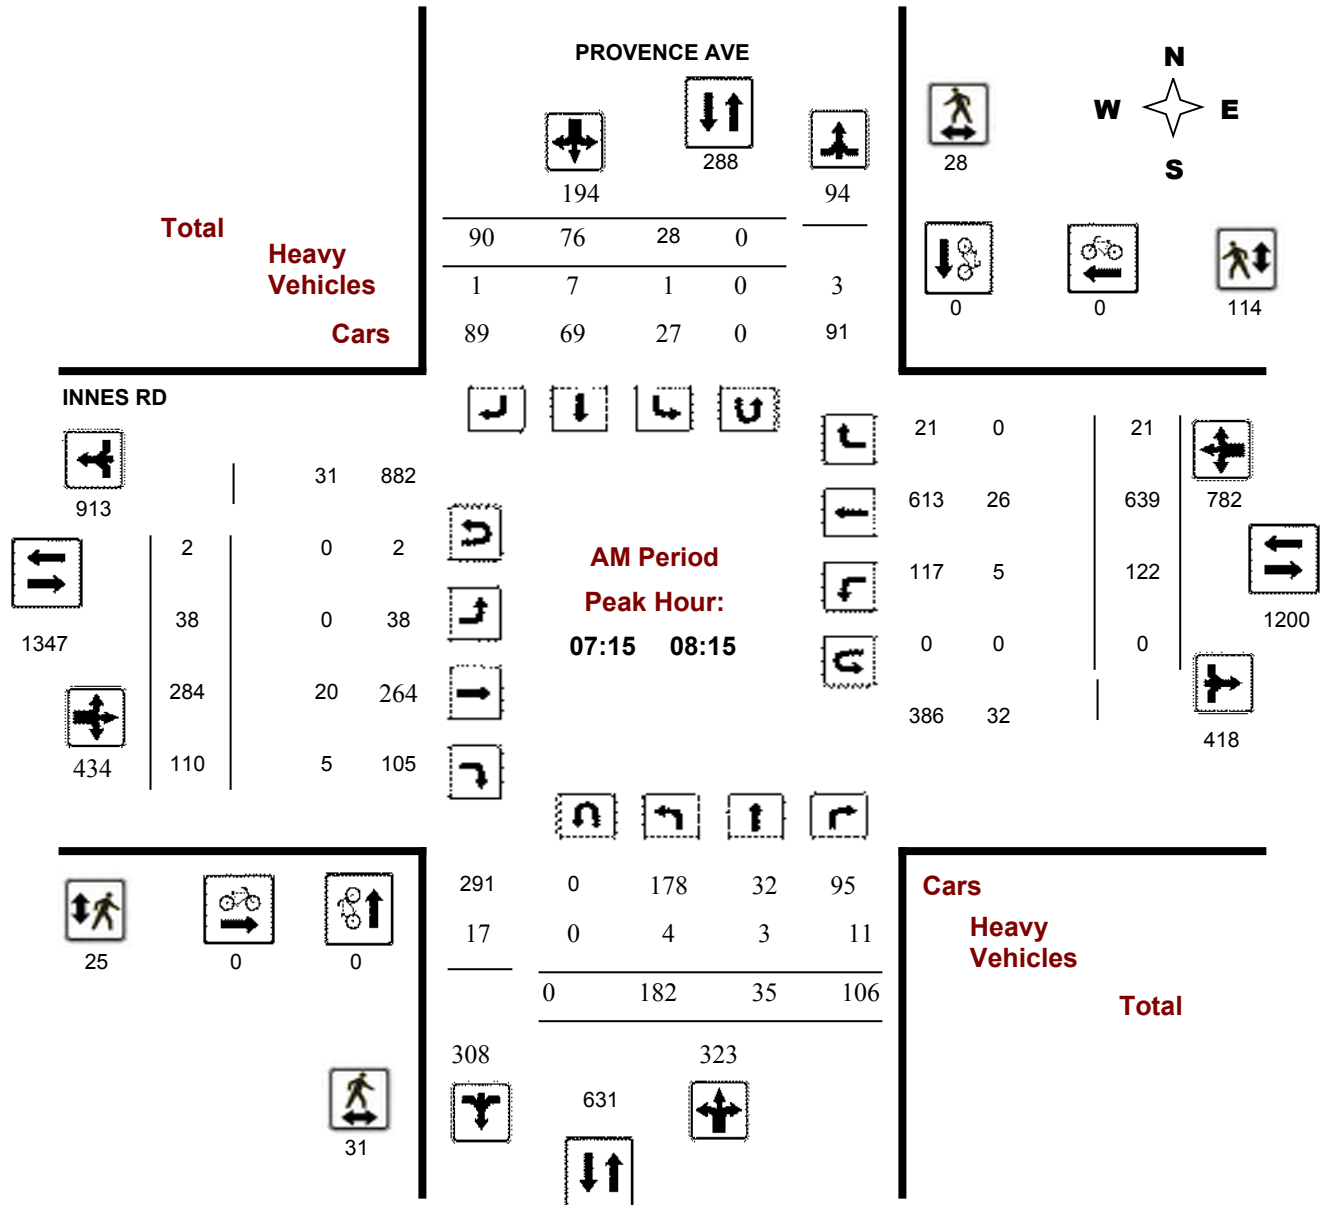 PROVENCE AVE
N
W E
S
288
28
194
94
Total
90 76 28 0
Heavy
Vehicles
1 7 1 0 3
0 0 114
Cars
89 69 27 0 91
INNES RD
21 0 21
31 882
913
613 26 639 782
2 0 2
AM Period
117 5 122
Peak Hour:
38 0 38
1347
07:15 08:15
0 0 0
1200
284 20 264
386 32
418
434 110 5 105
291 0 178 32 95
Cars
17 0 4 3 11
Heavy
Vehicles
25 0 0
0 182 35 106
Total
308 323
631
31